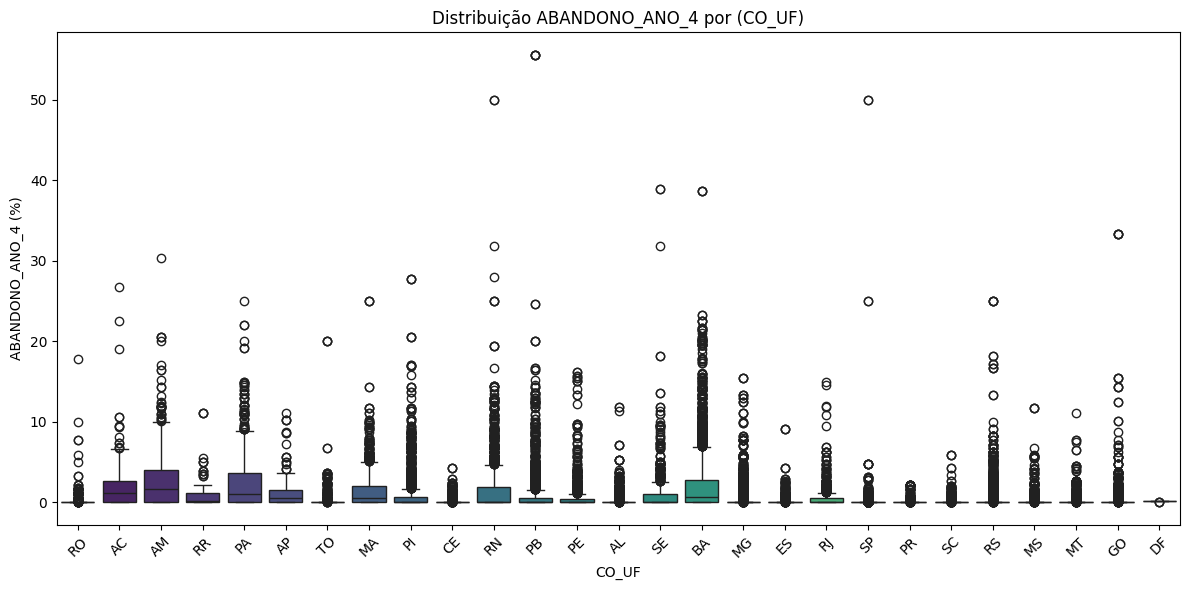 Distribuição ABANDONO_ANO_4 por (CO_UF)
ABANDONO_ANO_4 (%)
50
40
30
20
10
0
RO AC AM RR PA AP TO MA PI CE RN PB PE AL SE BA MG ES RJ SP PR SC RS MS MT GO DF
CO_UF